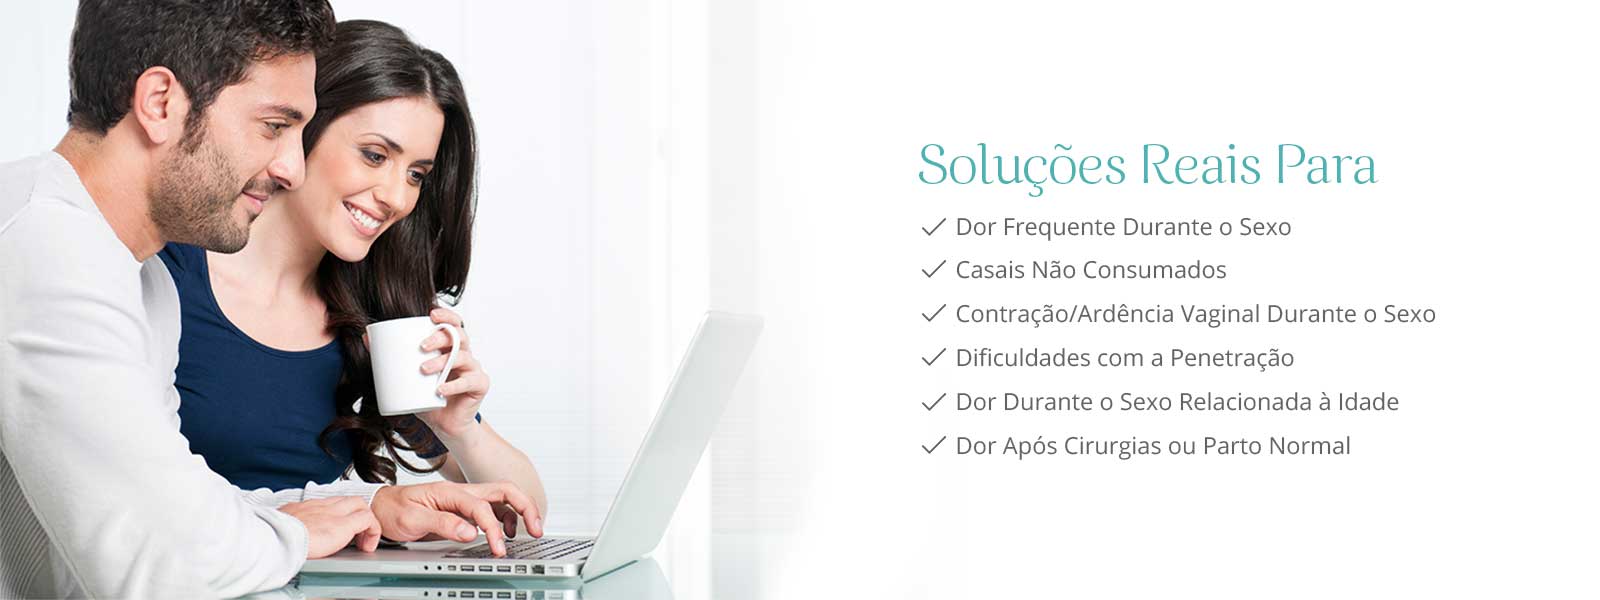 Soluções Reais Para
Dor Frequente Durante o Sexo
Casais Não Consumados
Contração/Ardência Vaginal Durante o Sexo
Dificuldades com a Penetração
Dor Durante o Sexo Relacionada à Idade
Dor Após Cirurgias ou Parto Normal